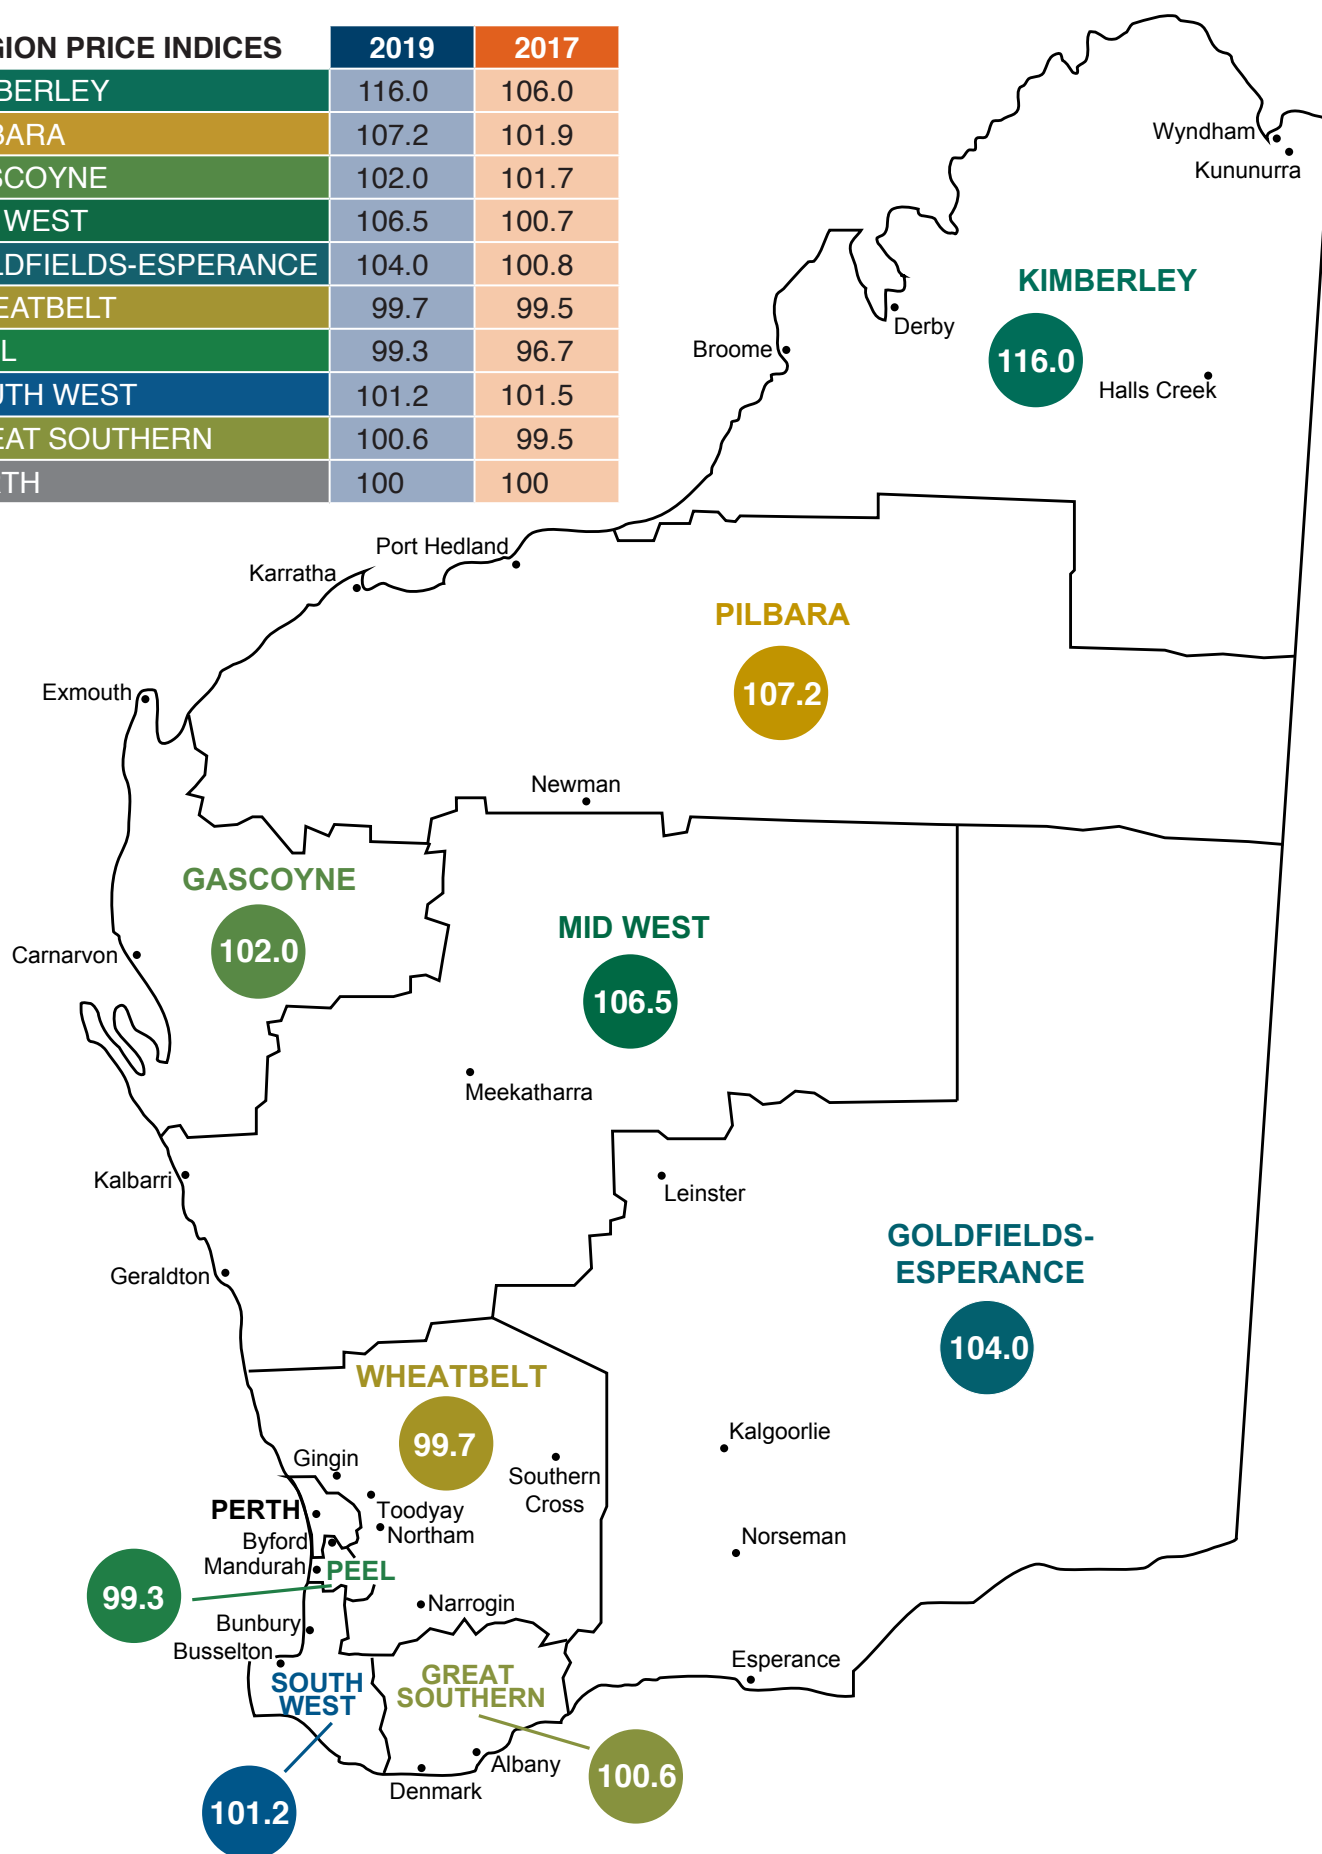 GION PRICE INDICES 2019 2017
BERLEY 116.0 106.0
BARA 107.2 101.9
SCOYNE 102.0 101.7
WEST 106.5 100.7
LDFIELDS-ESPERANCE 104.0 100.8
EATBELT 99.7 99.5
L 99.3 96.7
UTH WEST 101.2 101.5
EAT SOUTHERN 100.6 99.5
RTH 100 100
Wyndham
Kununurra
KIMBERLEY
116.0
Derby
Broome
Halls Creek
Port Hedland
Karratha
PILBARA
107.2
Exmouth
Newman
GASCOYNE
102.0
MID WEST
106.5
Carnarvon
Meekatharra
Kalbarri
Leinster
GOLDFIELDS-
ESPERANCE
104.0
Geraldton
WHEATBELT
99.7
Kalgoorlie
Gingin
Southern
Cross
PERTH
Toodyay
Northam
Byford
Mandurah
PEEL
99.3
Norseman
Narrogin
Bunbury
Busselton
SOUTH
WEST
101.2
GREAT
SOUTHERN
100.6
Esperance
Albany
Denmark